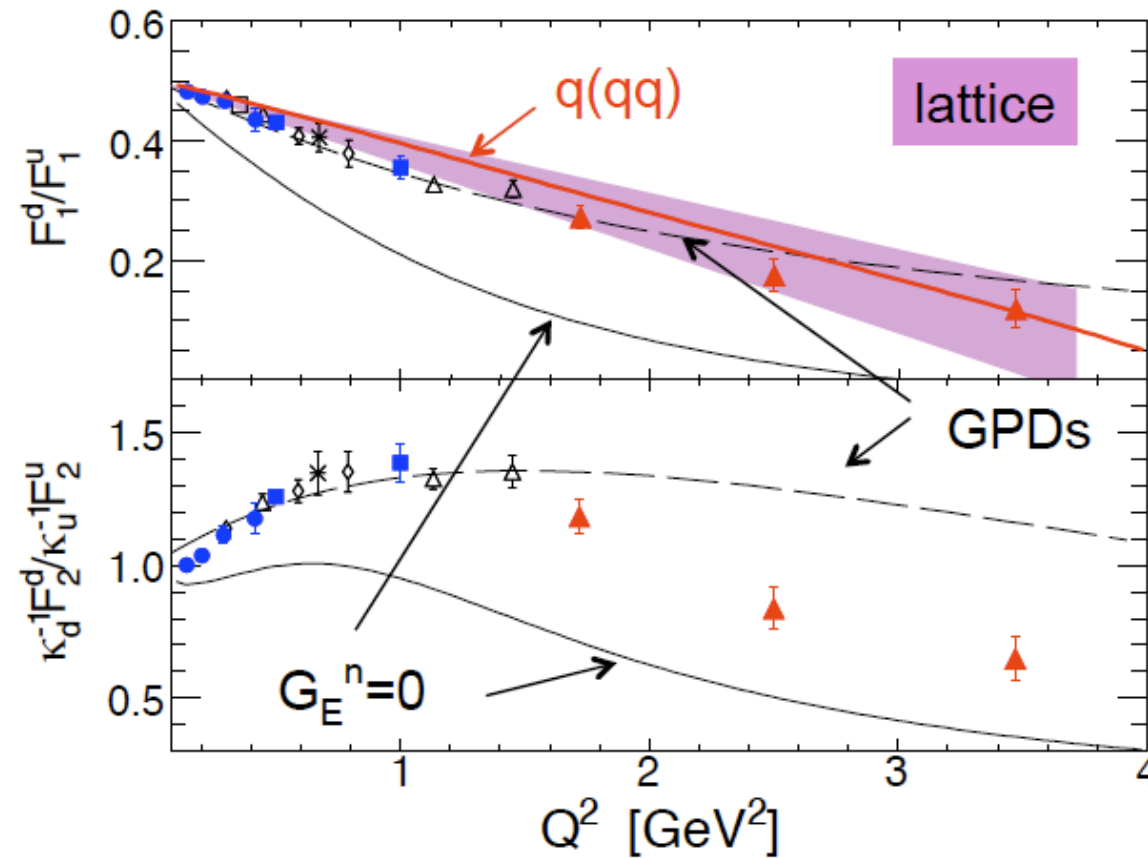 0.6
q(qq)
lattice
0.4
F₁ᵈ/F₁ᵘ
0.2
1.5
GPDs
1.0
κ_d⁻¹F₂ᵈ/κ_u⁻¹F₂ᵘ
G_Eⁿ=0
0.5
1 2 3 4
Q² [GeV²]